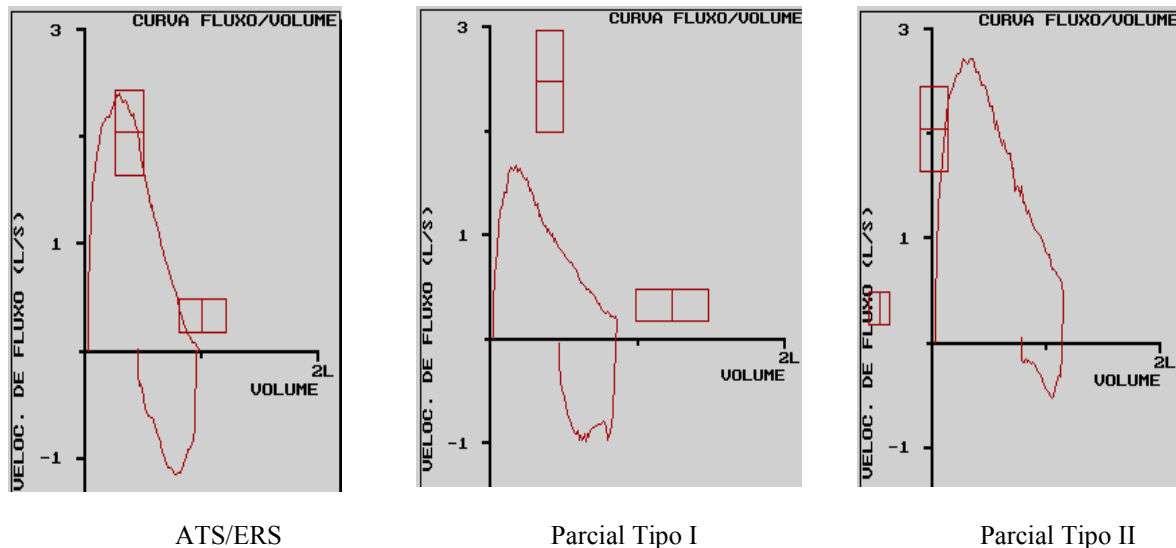 CURVA FLUXO/VOLUME
3
1
-1
VELOC. DE FLUXO (L/S)
2L
VOLUME
ATS/ERS
CURVA FLUXO/VOLUME
3
1
-1
VELOC. DE FLUXO (L/S)
2L
VOLUME
Parcial Tipo I
CURVA FLUXO/VOLUME
3
1
-1
VELOC. DE FLUXO (L/S)
2L
VOLUME
Parcial Tipo II